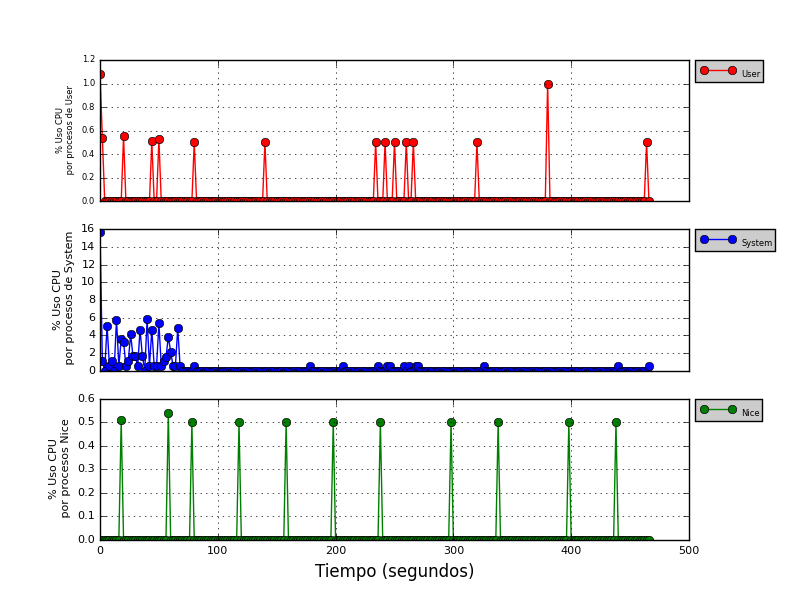 1.2
1.0
0.8
0.6
0.4
0.2
0.0
% Uso CPU
por procesos de User
User
16
14
12
10
8
6
4
2
0
% Uso CPU
por procesos de System
System
0.6
0.5
0.4
0.3
0.2
0.1
0.0
% Uso CPU
por procesos Nice
Nice
0 100 200 300 400 500
Tiempo (segundos)